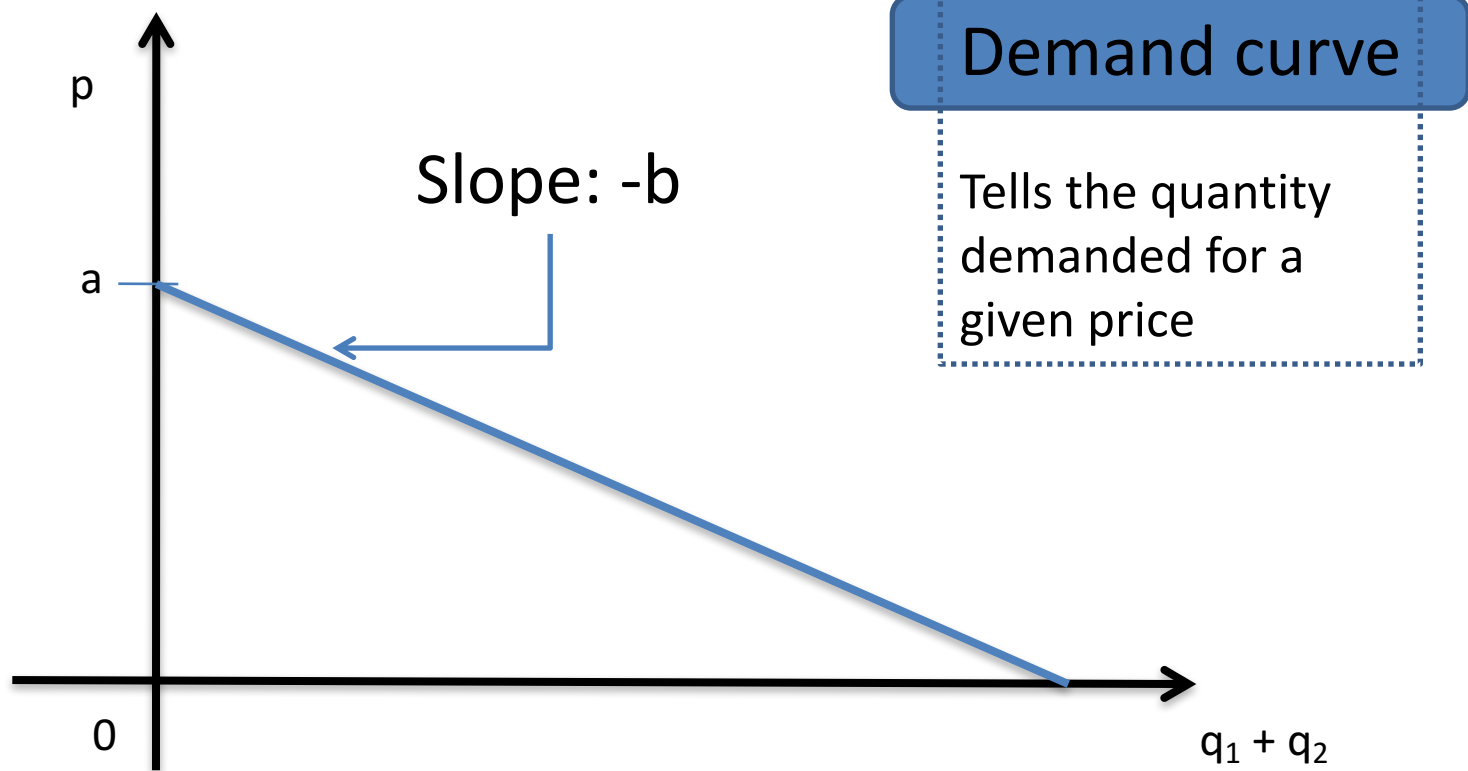 Demand curve
p
Slope: -b
Tells the quantity
demanded for a
given price
a
0
q₁ + q₂